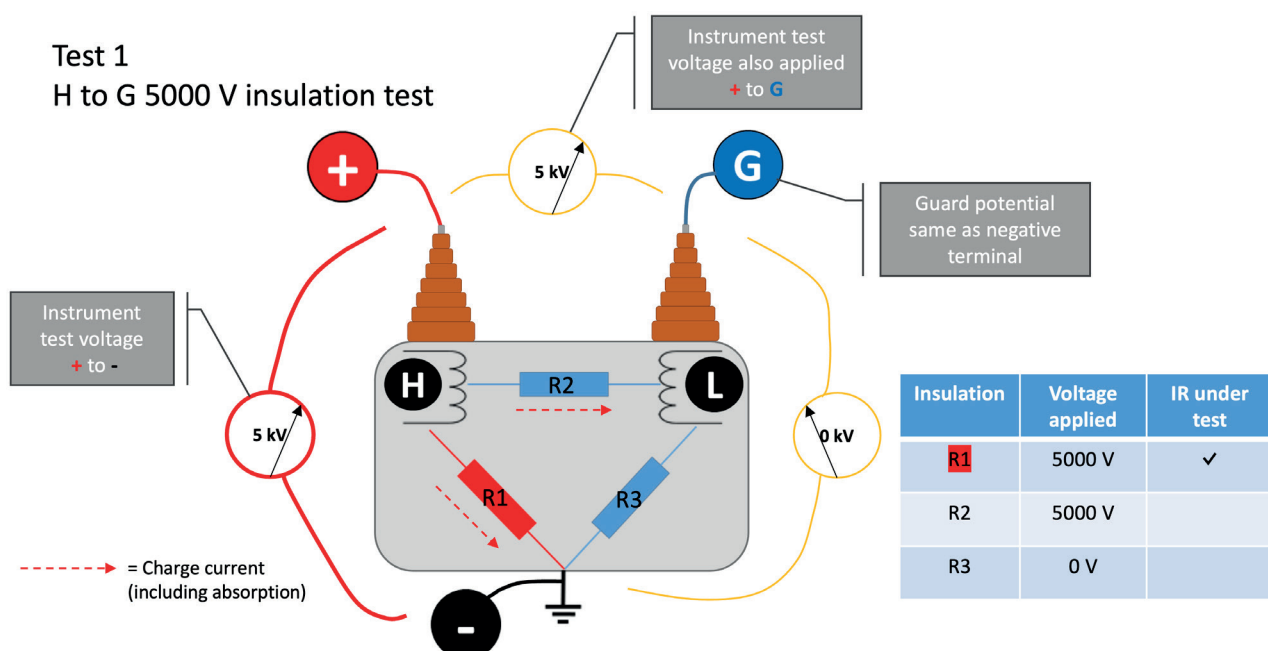 Test 1
H to G 5000 V insulation test
Instrument test
voltage also applied
+ to G
+
5 kV
G
Guard potential
same as negative
terminal
Instrument
test voltage
+ to -
H
R2
L
5 kV
0 kV
R1
R3
= Charge current
(including absorption)
-
Insulation Voltage applied IR under test
R1 5000 V ✓
R2 5000 V
R3 0 V